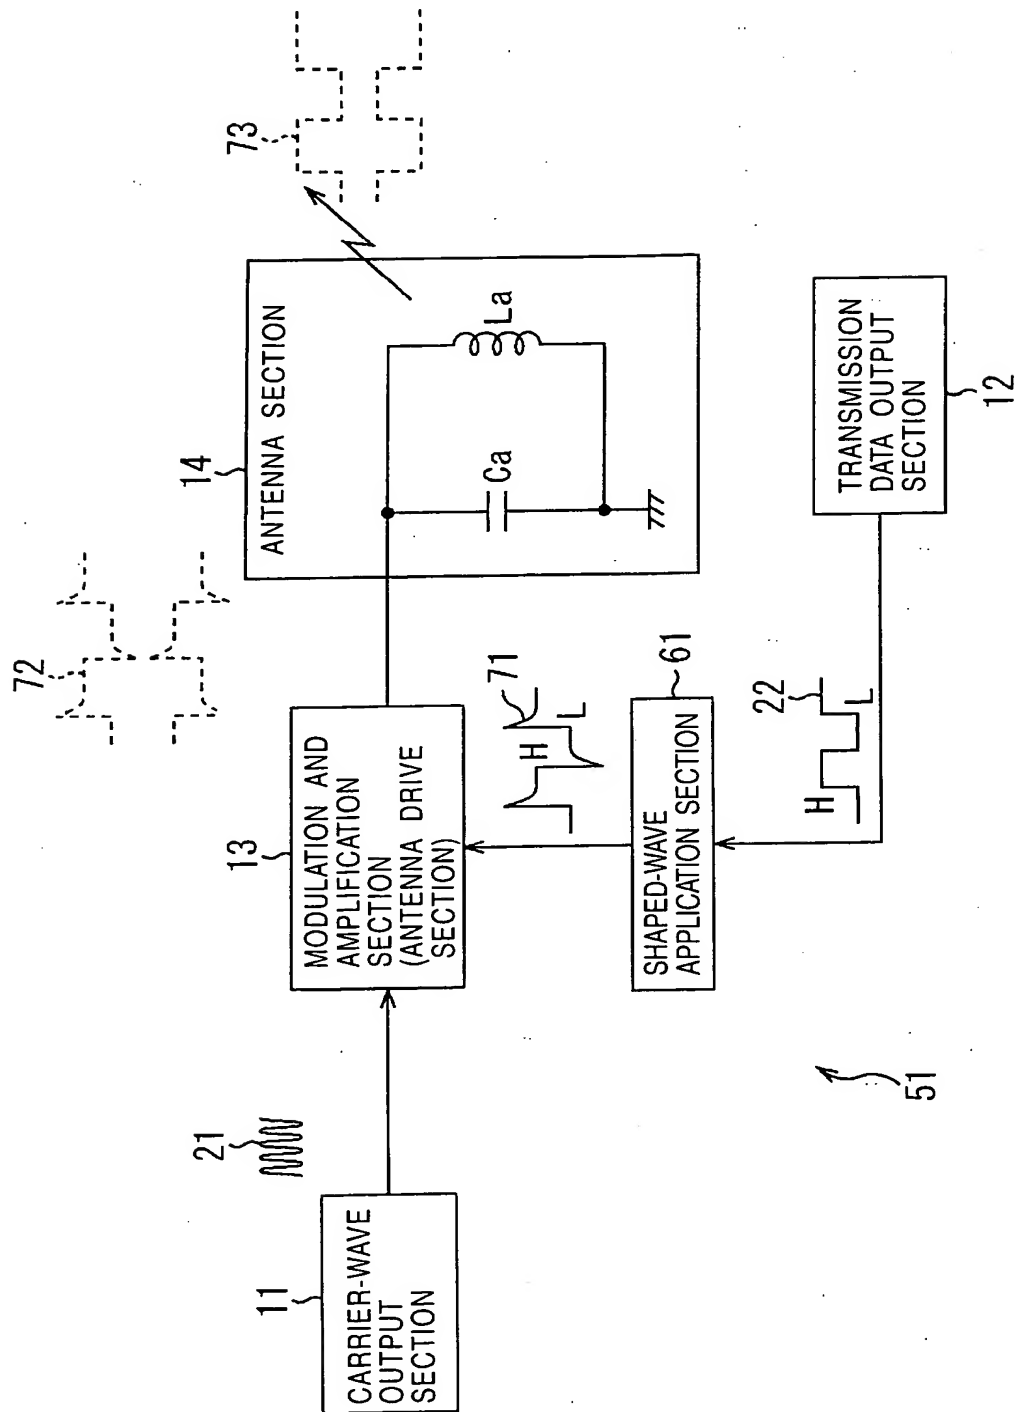 72
73
14
ANTENNA SECTION
Ca
La
21
11
CARRIER-WAVE
OUTPUT
SECTION
13
MODULATION AND
AMPLIFICATION
SECTION
(ANTENNA DRIVE
SECTION)
71
H
L
61
SHAPED-WAVE
APPLICATION SECTION
22
H
L
TRANSMISSION
DATA OUTPUT
SECTION
12
51